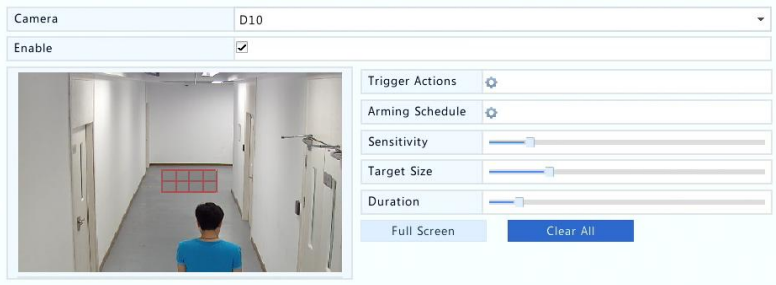 Camera
D10
Enable
Trigger Actions
Arming Schedule
Sensitivity
Target Size
Duration
Full Screen
Clear All